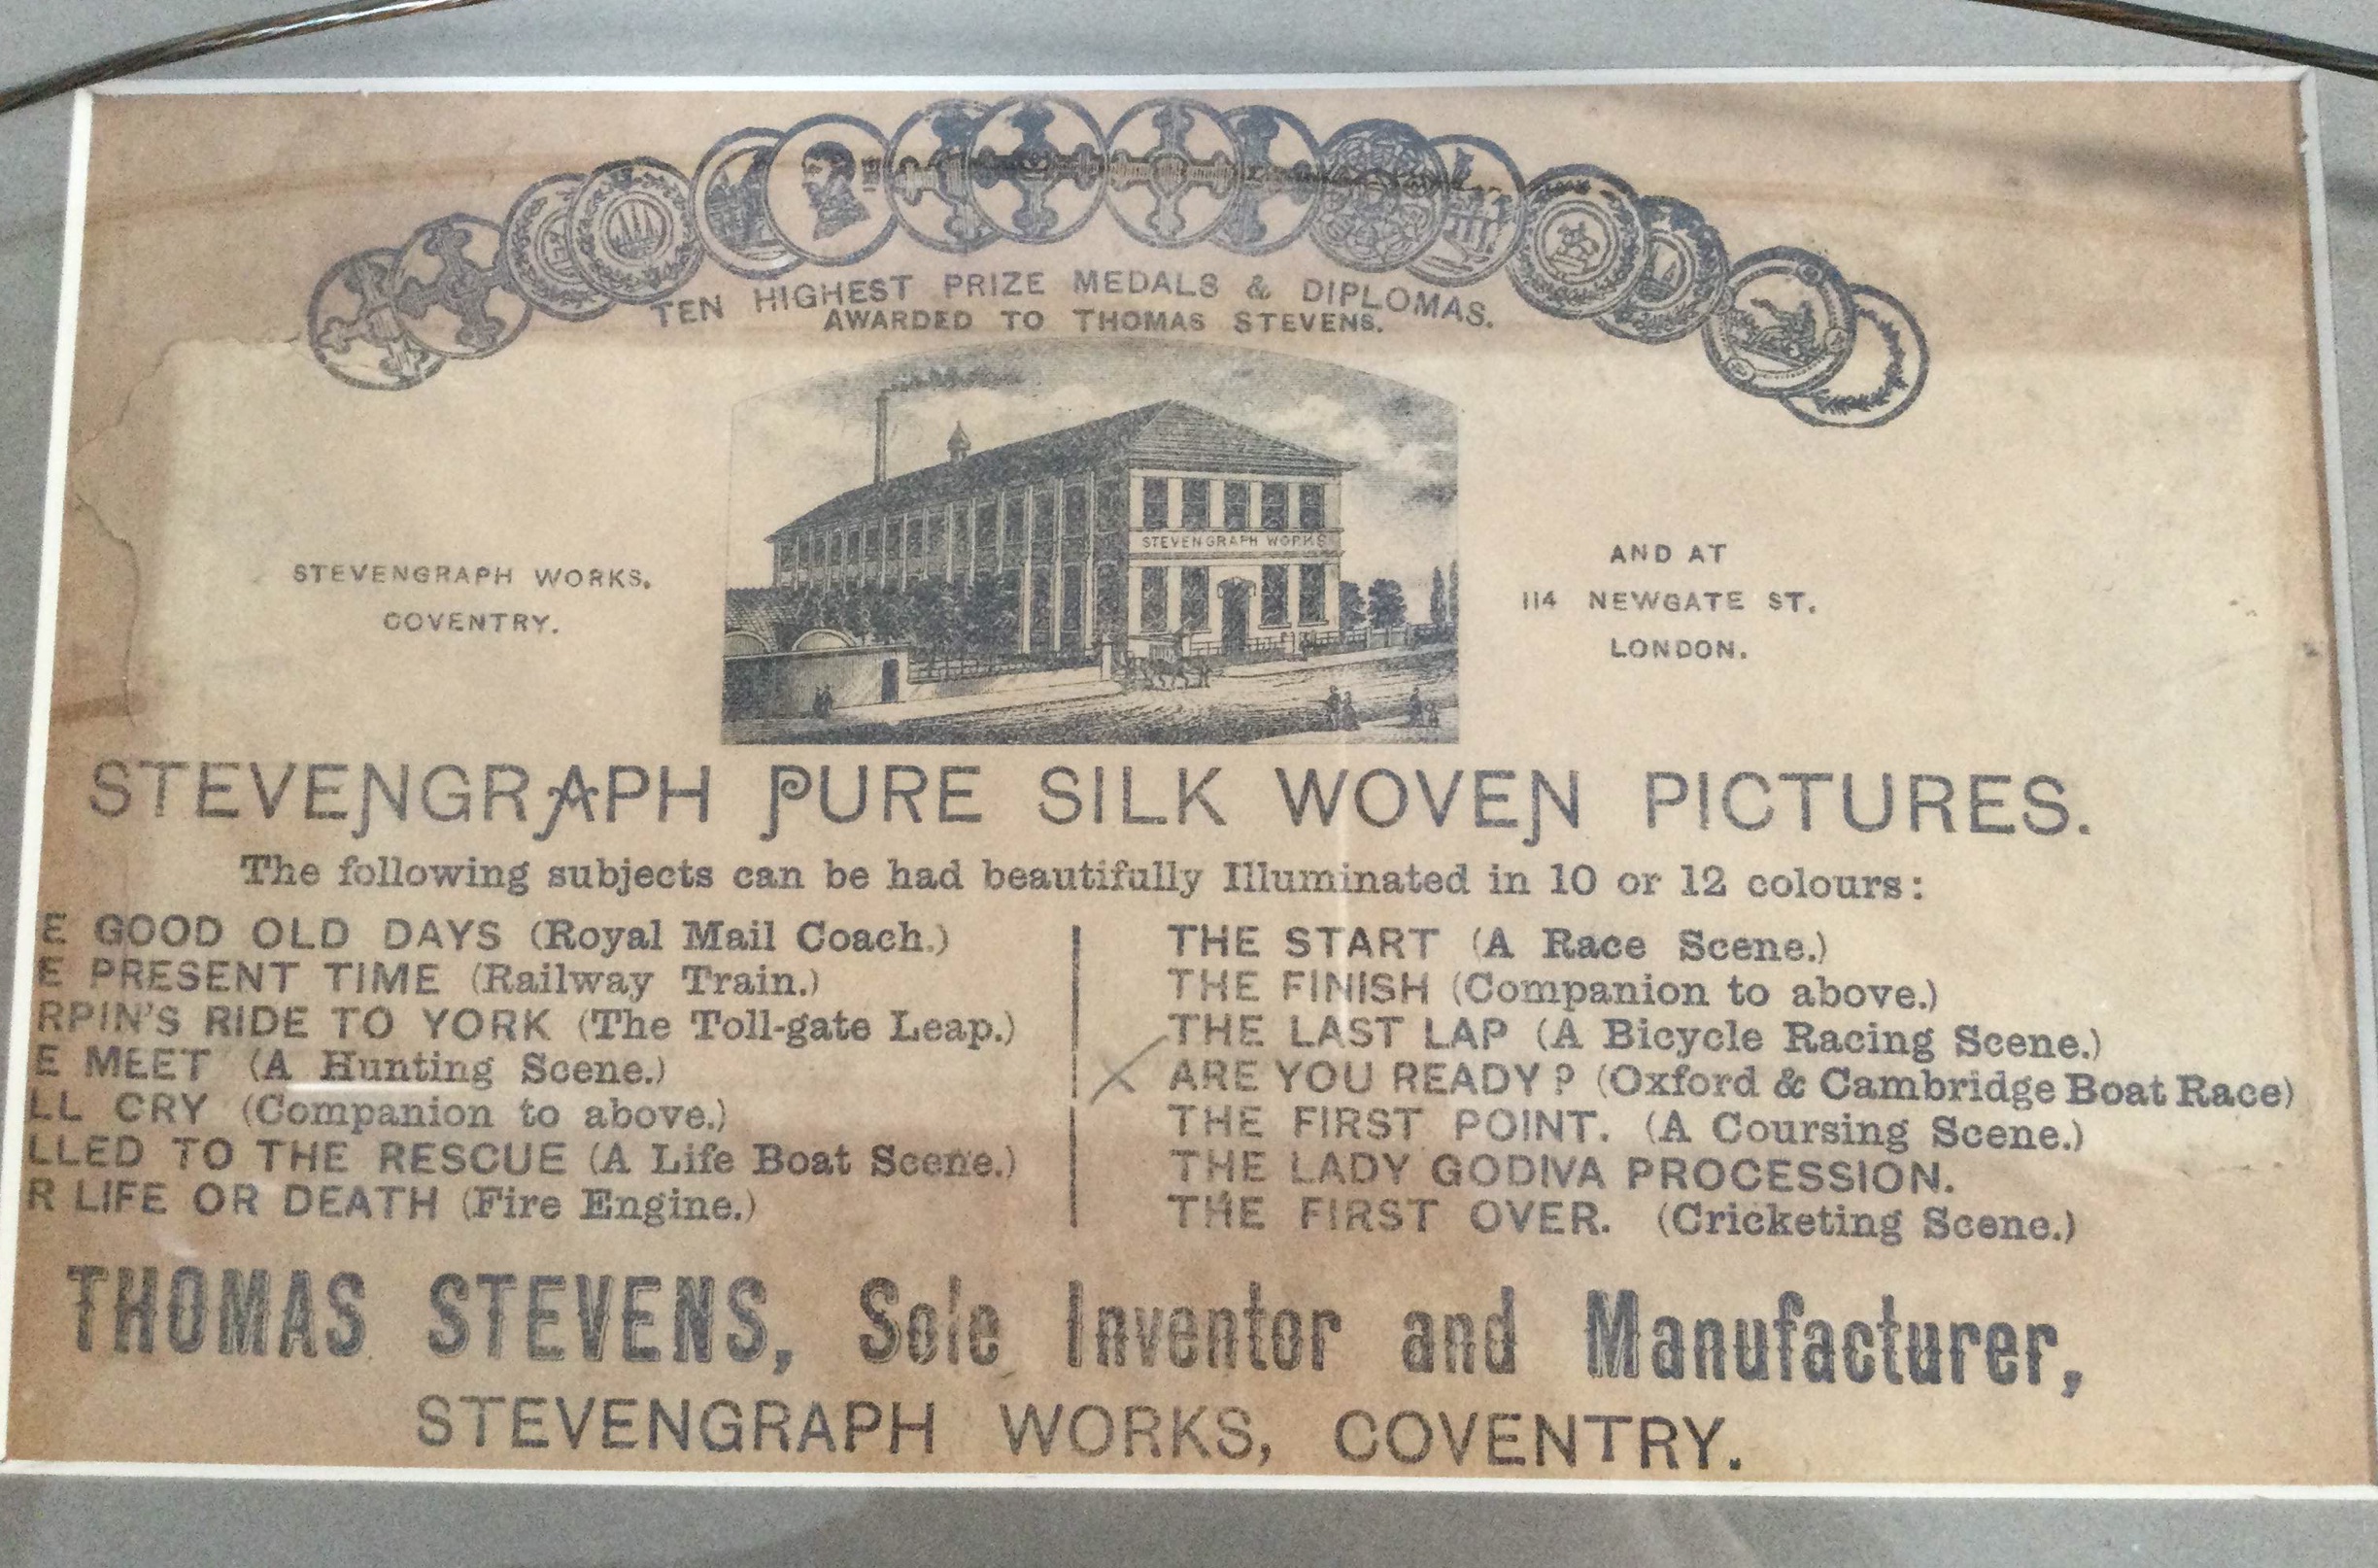 TEN HIGHEST PRIZE MEDALS & DIPLOMAS.
AWARDED TO THOMAS STEVENS.
STEVENGRAPH WORKS
STEVENGRAPH WORKS,
COVENTRY.
AND AT
114 NEWGATE ST.
LONDON.
STEVENGRAPH PURE SILK WOVEN PICTURES.
The following subjects can be had beautifully Illuminated in 10 or 12 colours:
E GOOD OLD DAYS (Royal Mail Coach.)
E PRESENT TIME (Railway Train.)
RPIN'S RIDE TO YORK (The Toll-gate Leap.)
E MEET (A Hunting Scene.)
LL CRY (Companion to above.)
LLED TO THE RESCUE (A Life Boat Scene.)
R LIFE OR DEATH (Fire Engine.)
THE START (A Race Scene.)
THE FINISH (Companion to above.)
THE LAST LAP (A Bicycle Racing Scene.)
ARE YOU READY? (Oxford & Cambridge Boat Race)
THE FIRST POINT. (A Coursing Scene.)
THE LADY GODIVA PROCESSION.
THE FIRST OVER. (Cricketing Scene.)
THOMAS STEVENS, Sole Inventor and Manufacturer,
STEVENGRAPH WORKS, COVENTRY.